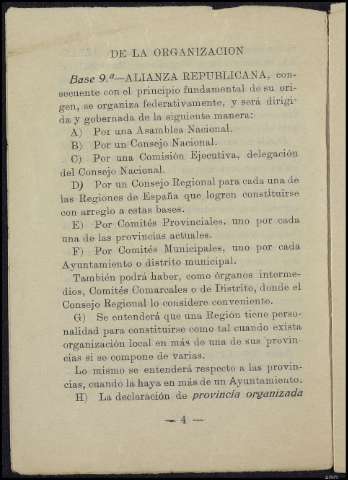 DE LA ORGANIZACION
Base 9.ª—ALIANZA REPUBLICANA, con-
secuente con el principio fundamental de su ori-
gen, se organiza federativamente, y será dirigi-
da y gobernada de la siguiente manera:
A) Por una Asamblea Nacional.
B) Por un Consejo Nacional.
C) Por una Comisión Ejecutiva, delegación
del Consejo Nacional.
D) Por un Consejo Regional para cada una de
las Regiones de España que logren constituirse
con arreglo a estas bases.
E) Por Comités Provinciales, uno por cada
una de las provincias actuales.
F) Por Comités Municipales, uno por cada
Ayuntamiento o distrito municipal.
También podrá haber, como órganos interme-
dios, Comités Comarcales o de Distrito, donde el
Consejo Regional lo considere conveniente.
G) Se entenderá que una Región tiene perso-
nalidad para constituirse como tal cuando exista
organización local en más de una de sus provin-
cias si se compone de varias.
Lo mismo se entenderá respecto a las provin-
cias, cuando la haya en más de un Ayuntamiento.
H) La declaración de provincia organizada
— 4 —